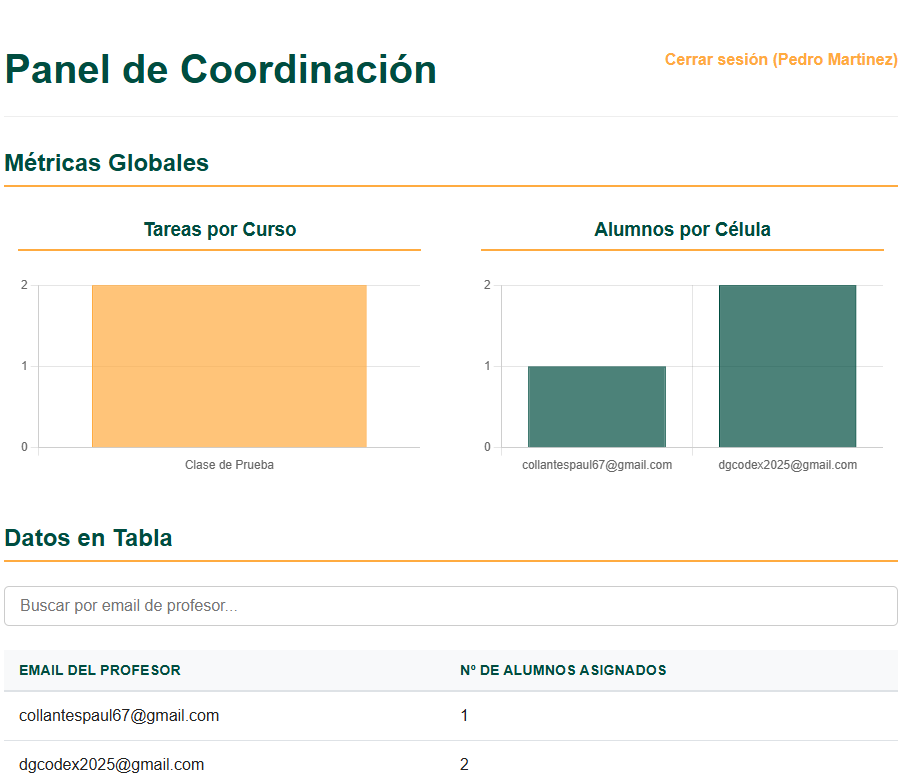 Panel de Coordinación
Cerrar sesión (Pedro Martinez)
Métricas Globales
Tareas por Curso
2
1
0
Clase de Prueba
Alumnos por Célula
2
1
0
collantespaul67@gmail.com
dgcodex2025@gmail.com
Datos en Tabla
Buscar por email de profesor...
EMAIL DEL PROFESOR
Nº DE ALUMNOS ASIGNADOS
collantespaul67@gmail.com
1
dgcodex2025@gmail.com
2